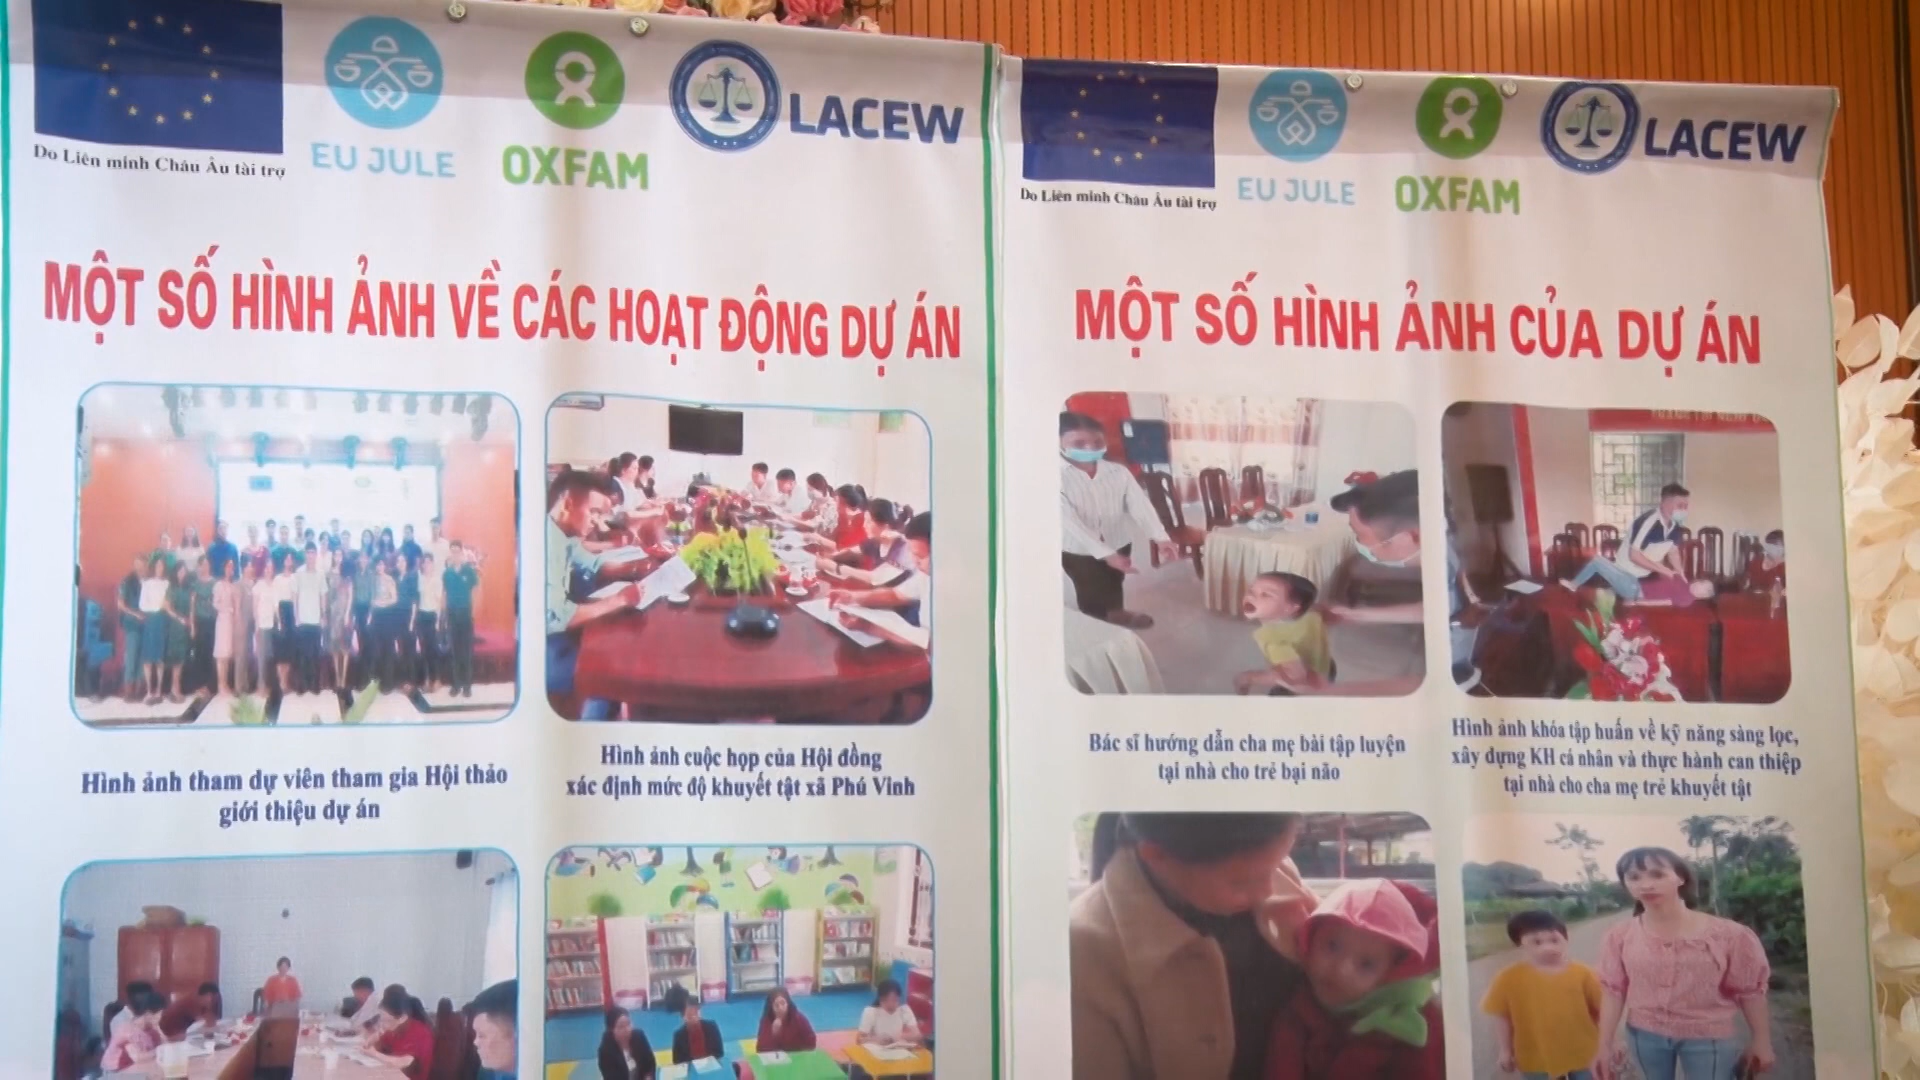 Do Liên minh Châu Âu tài trợ
EU JULE
OXFAM
LACEW
MỘT SỐ HÌNH ẢNH VỀ CÁC HOẠT ĐỘNG DỰ ÁN
Hình ảnh tham dự viên tham gia Hội thảo
giới thiệu dự án
Hình ảnh cuộc họp của Hội đồng
xác định mức độ khuyết tật xã Phú Vinh
Do Liên minh Châu Âu tài trợ
EU JULE
OXFAM
LACEW
MỘT SỐ HÌNH ẢNH CỦA DỰ ÁN
Bác sĩ hướng dẫn cha mẹ bài tập luyện
tại nhà cho trẻ bại não
Hình ảnh khóa tập huấn về kỹ năng sàng lọc,
xây dựng KH cá nhân và thực hành can thiệp
tại nhà cho cha mẹ trẻ khuyết tật